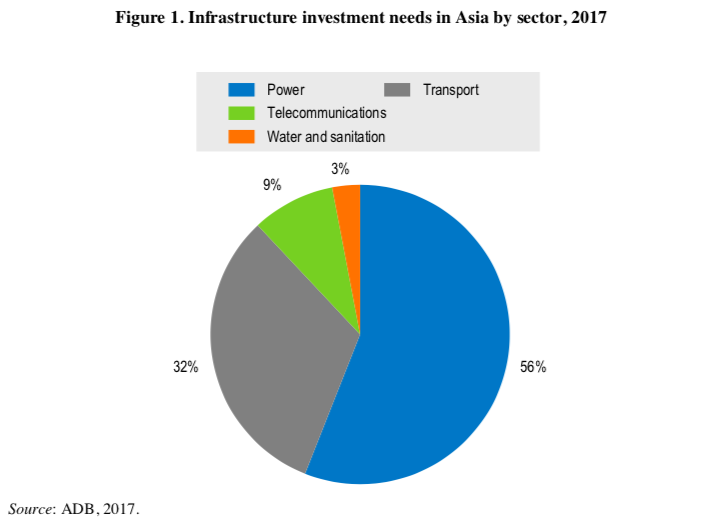 Figure 1. Infrastructure investment needs in Asia by sector, 2017
Power
Transport
Telecommunications
Water and sanitation
3%
9%
32%
56%
Source: ADB, 2017.